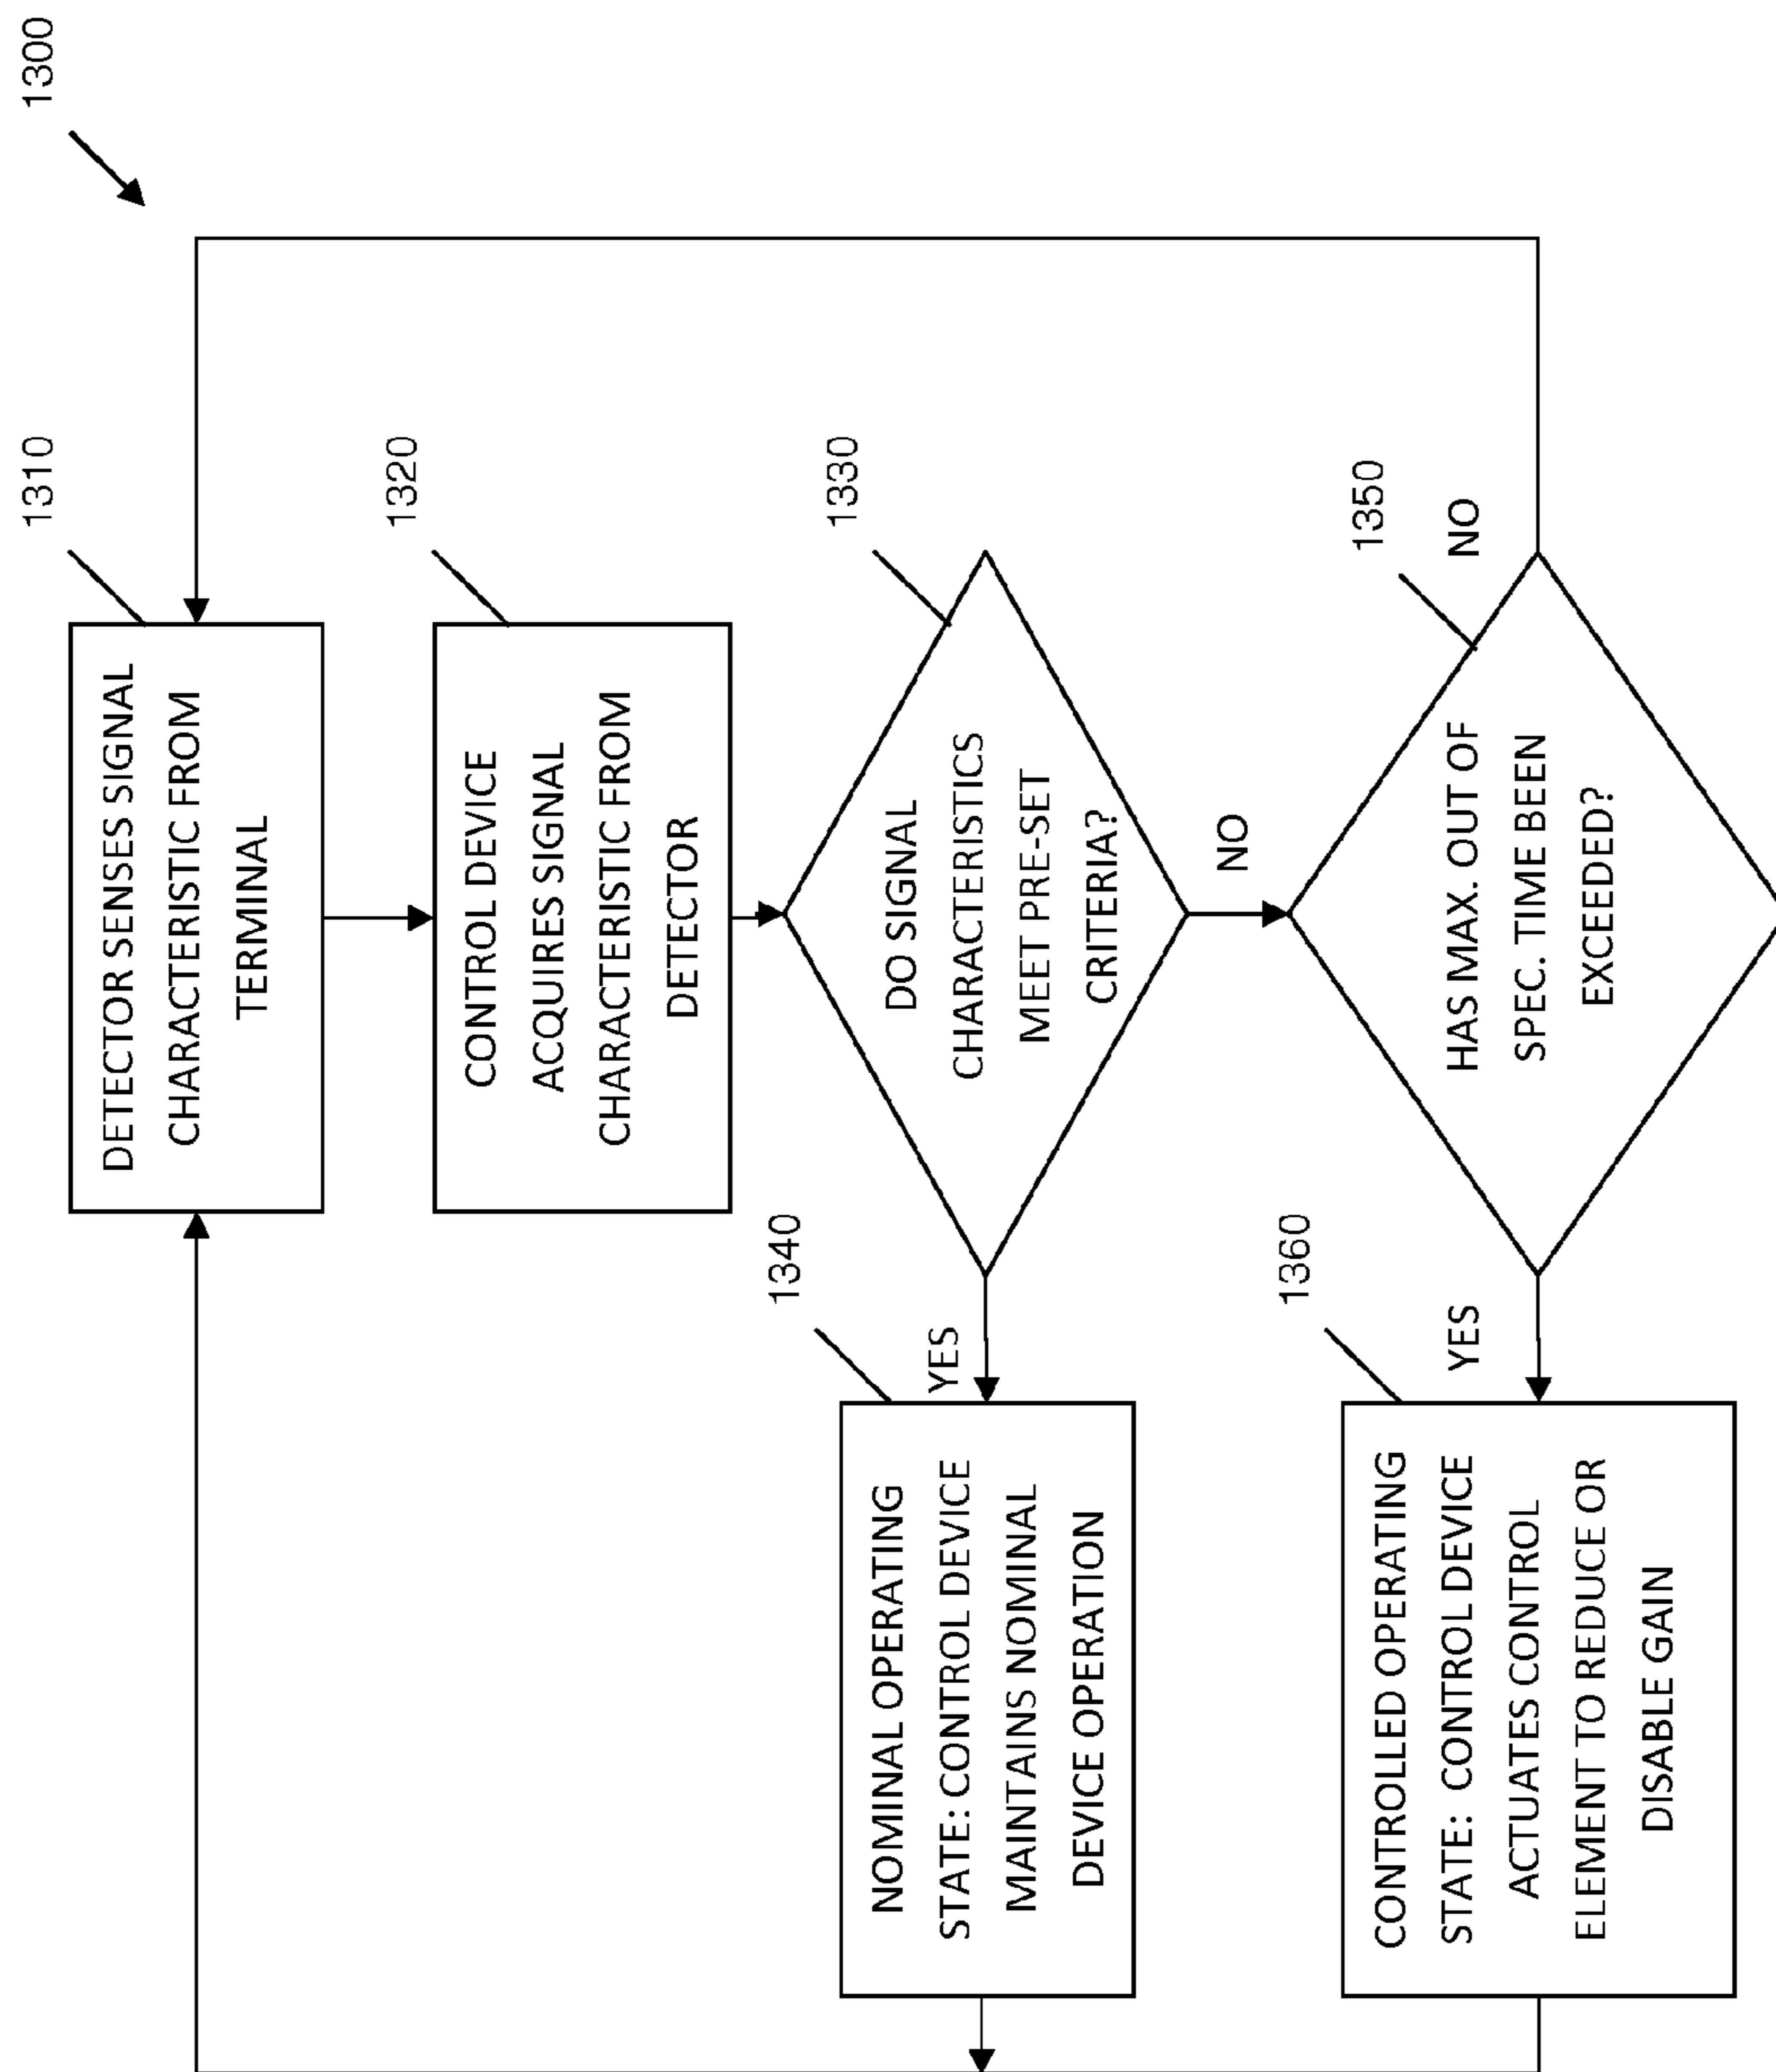 1300
1310
DETECTOR SENSES SIGNAL
CHARACTERISTIC FROM
TERMINAL
1320
CONTROL DEVICE
ACQUIRES SIGNAL
CHARACTERISTIC FROM
DETECTOR
1330
DO SIGNAL
CHARACTERISTICS
MEET PRE-SET
CRITERIA?
YES
NO
1340
NOMINAL OPERATING
STATE: CONTROL DEVICE
MAINTAINS NOMINAL
DEVICE OPERATION
1350
HAS MAX. OUT OF
SPEC. TIME BEEN
EXCEEDED?
NO
YES
1360
CONTROLLED OPERATING
STATE: CONTROL DEVICE
ACTUATES CONTROL
ELEMENT TO REDUCE OR
DISABLE GAIN